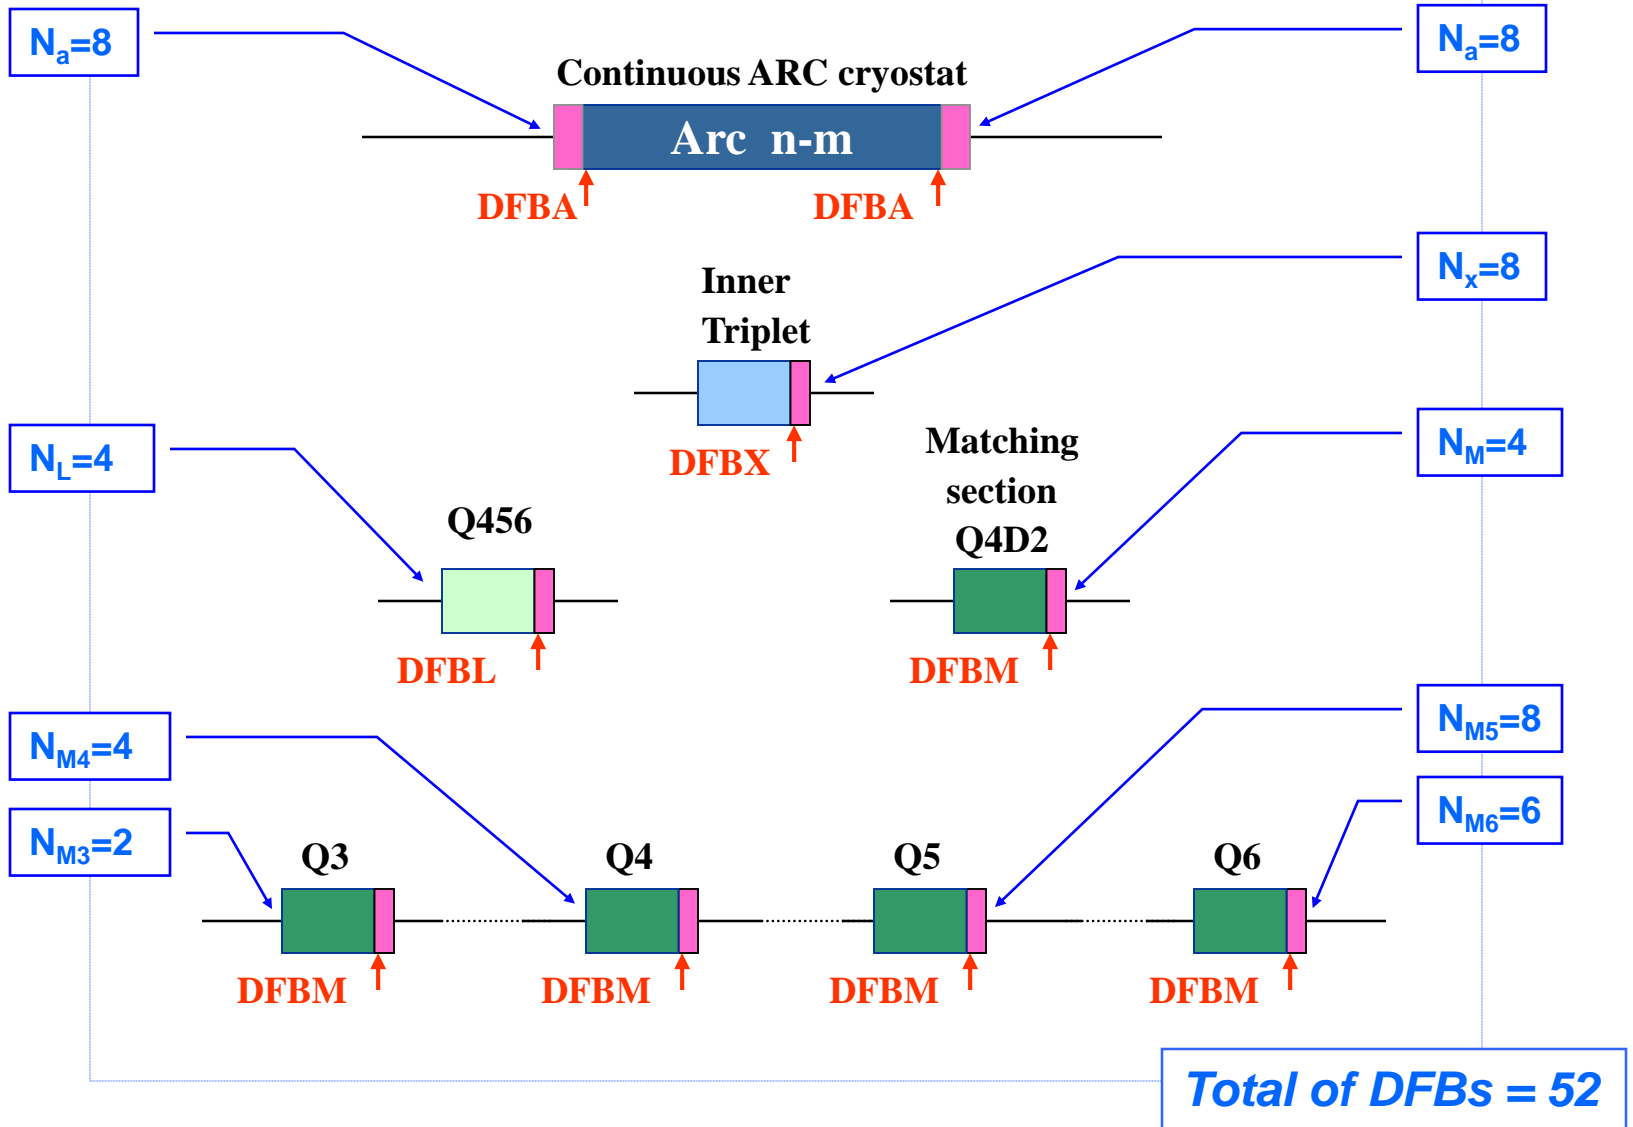 Na=8
Na=8
Continuous ARC cryostat
Arc n-m
DFBA
DFBA
Nx=8
Inner
Triplet
DFBX
NL=4
NM=4
Matching
section
Q4D2
Q456
DFBL
DFBM
NM4=4
NM5=8
NM3=2
NM6=6
Q3
Q4
Q5
Q6
DFBM
DFBM
DFBM
DFBM
Total of DFBs = 52